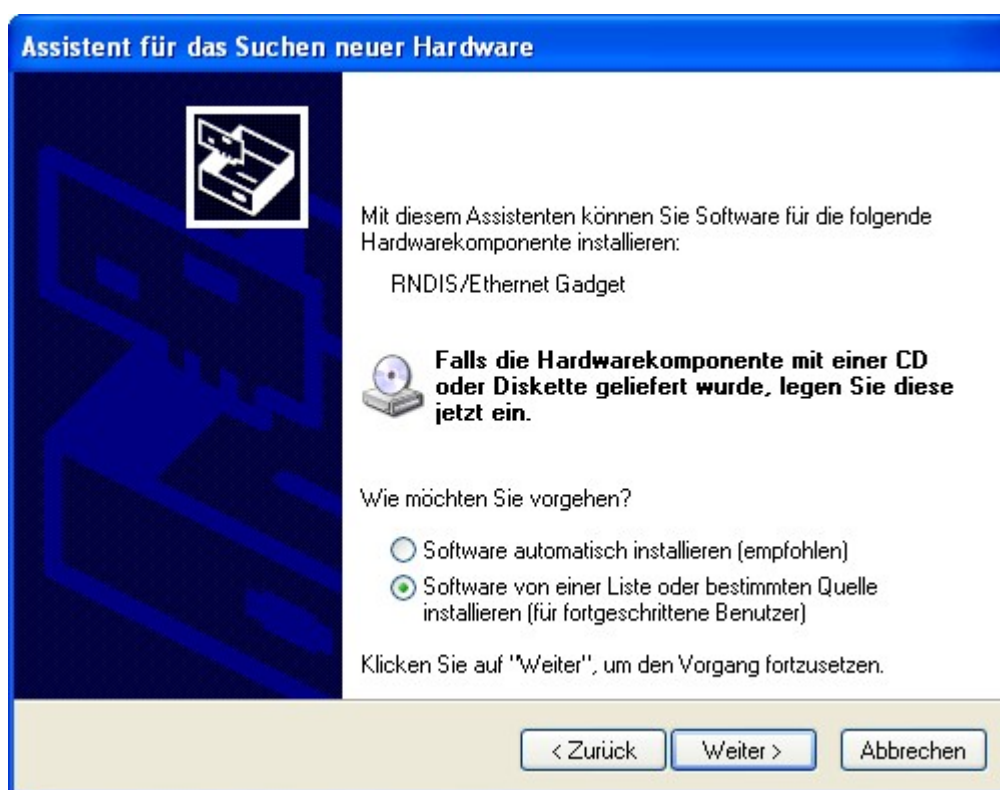 Assistent für das Suchen neuer Hardware
Mit diesem Assistenten können Sie Software für die folgende
Hardwarekomponente installieren:
RNDIS/Ethernet Gadget
Falls die Hardwarekomponente mit einer CD
oder Diskette geliefert wurde, legen Sie diese
jetzt ein.
Wie möchten Sie vorgehen?
Software automatisch installieren (empfohlen)
Software von einer Liste oder bestimmten Quelle
installieren (für fortgeschrittene Benutzer)
Klicken Sie auf "Weiter", um den Vorgang fortzusetzen.
< Zurück Weiter > Abbrechen